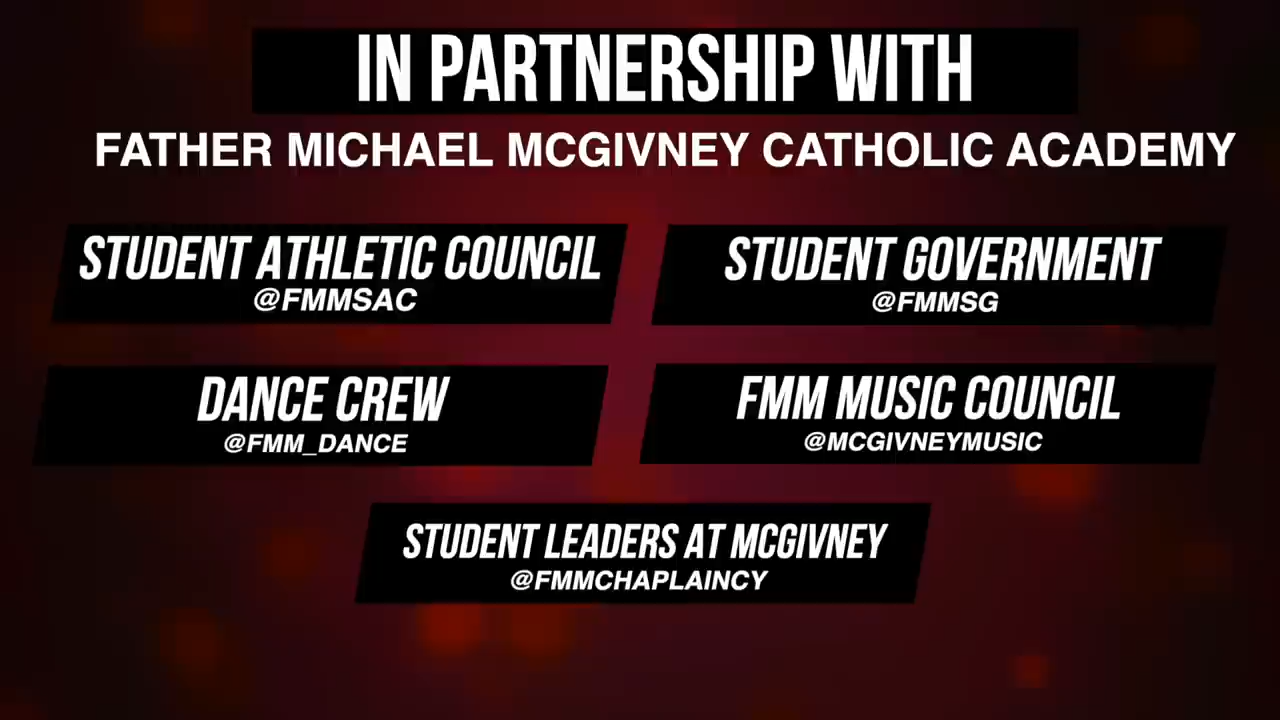 IN PARTNERSHIP WITH
FATHER MICHAEL MCGIVNEY CATHOLIC ACADEMY
STUDENT ATHLETIC COUNCIL
@FMMSAC
STUDENT GOVERNMENT
@FMMSG
DANCE CREW
@FMM_DANCE
FMM MUSIC COUNCIL
@MCGIVNEYMUSIC
STUDENT LEADERS AT MCGIVNEY
@FMMCHAPLAINCY